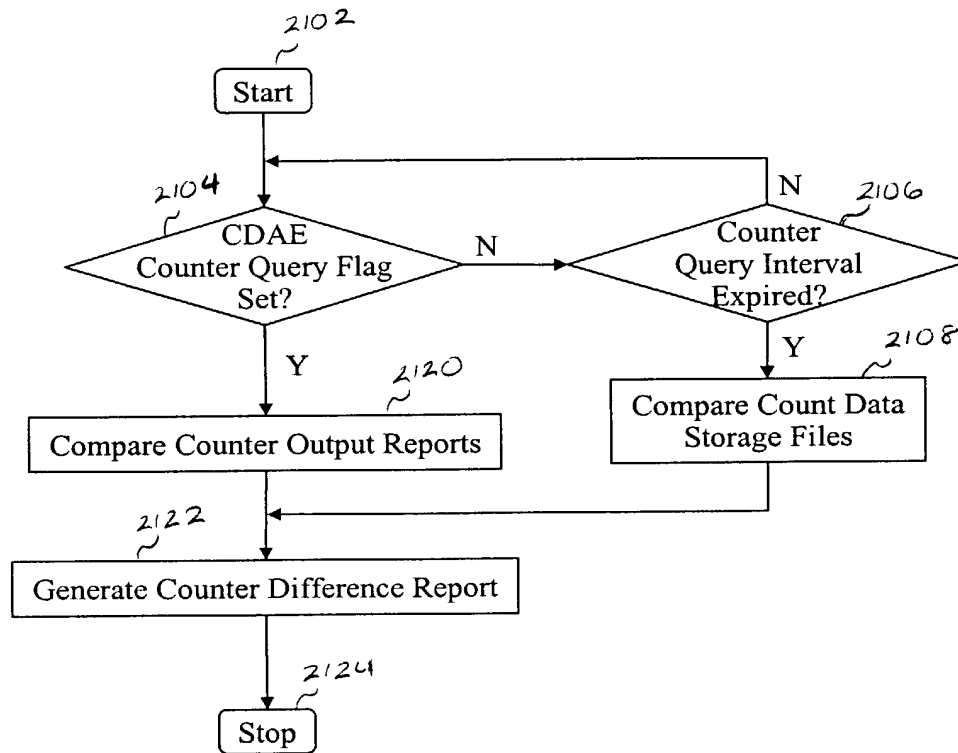 2102
Start
2104
CDAE
Counter Query Flag
Set?
N
N
2106
Counter
Query Interval
Expired?
Y
Y
2108
2120
Compare Counter Output Reports
Compare Count Data
Storage Files
2122
Generate Counter Difference Report
2124
Stop